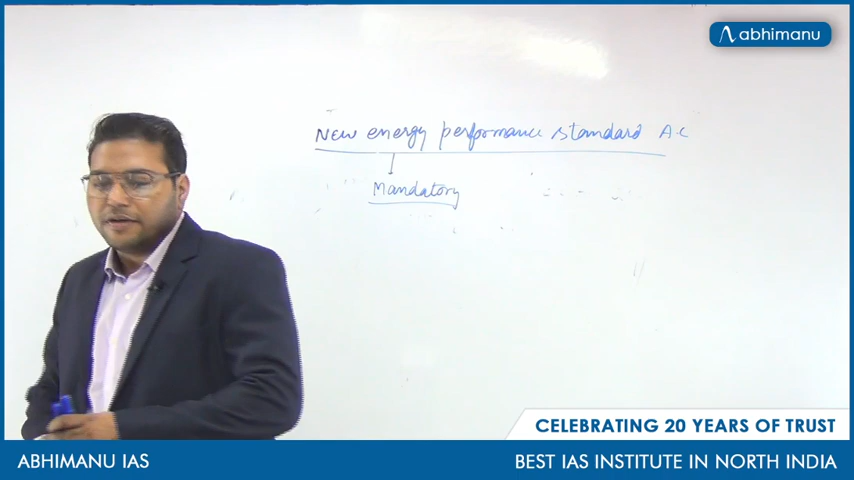 abhimanu
New energy performance standard AC
Mandatory
CELEBRATING 20 YEARS OF TRUST
ABHIMANU IAS
BEST IAS INSTITUTE IN NORTH INDIA